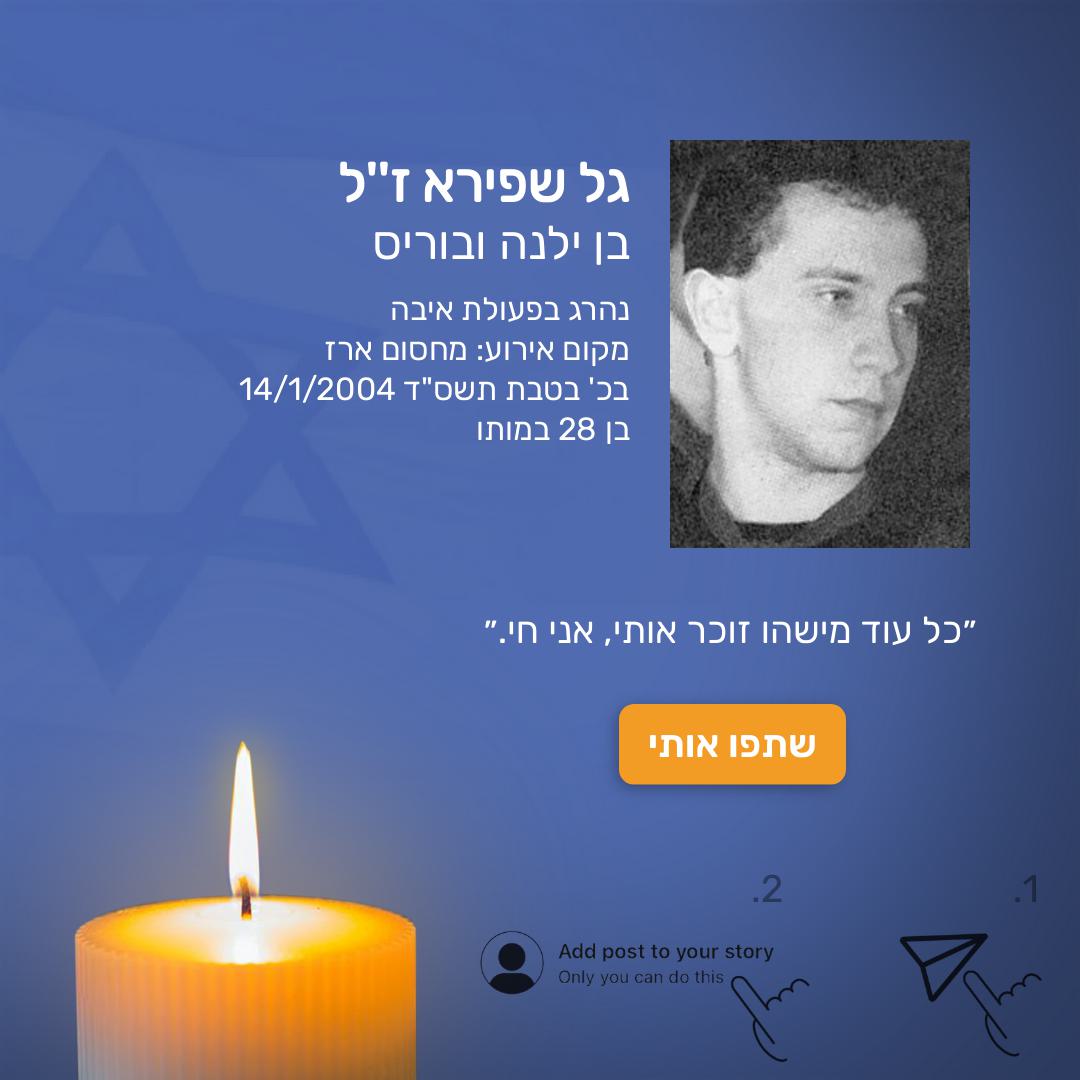 גל שפירא ז"ל
בן ילנה ובוריס
נהרג בפעולת איבה
מקום אירוע: מחסום ארז
בכ' בטבת תשס"ד 14/1/2004
בן 28 במותו
״כל עוד מישהו זוכר אותי, אני חי.״
שתפו אותי
1.
2.
Add post to your story
Only you can do this